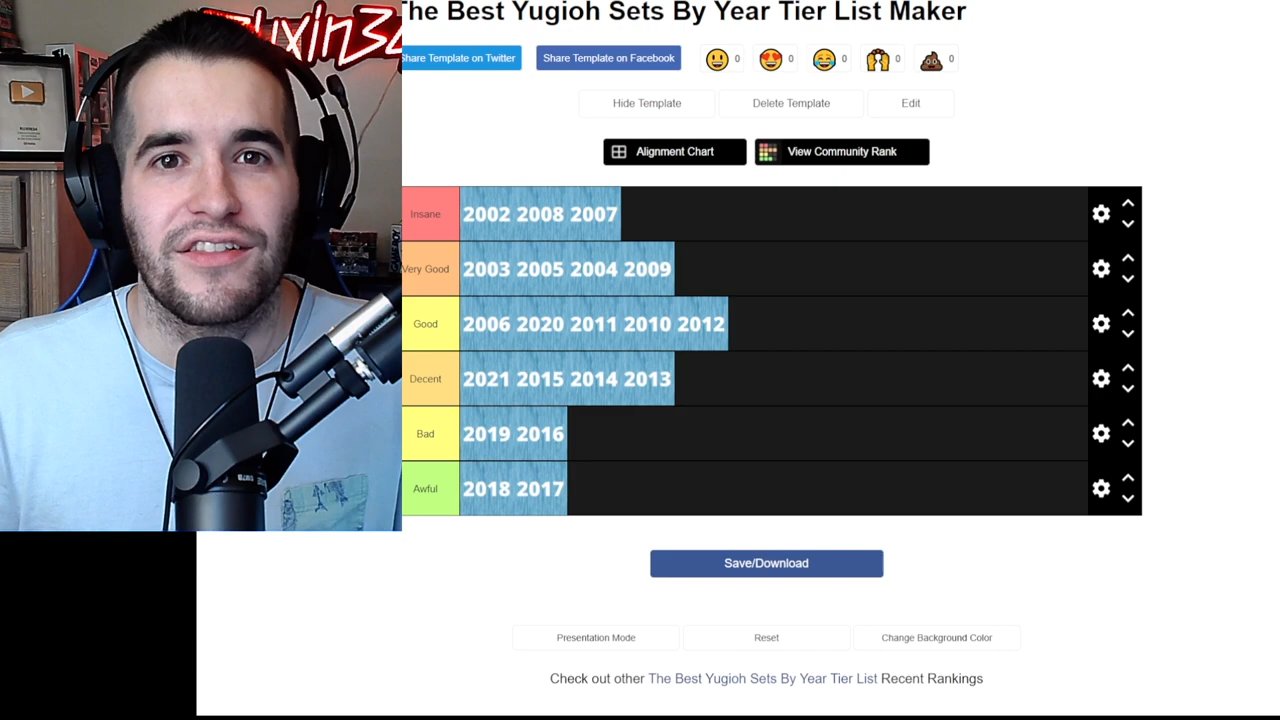 The Best Yugioh Sets By Year Tier List Maker
Share Template on Twitter
Share Template on Facebook
0
0
0
0
0
Hide Template
Delete Template
Edit
Alignment Chart
View Community Rank
Insane
2002 2008 2007
Very Good
2003 2005 2004 2009
Good
2006 2020 2011 2010 2012
Decent
2021 2015 2014 2013
Bad
2019 2016
Awful
2018 2017
Save/Download
Presentation Mode
Reset
Change Background Color
Check out other The Best Yugioh Sets By Year Tier List Recent Rankings